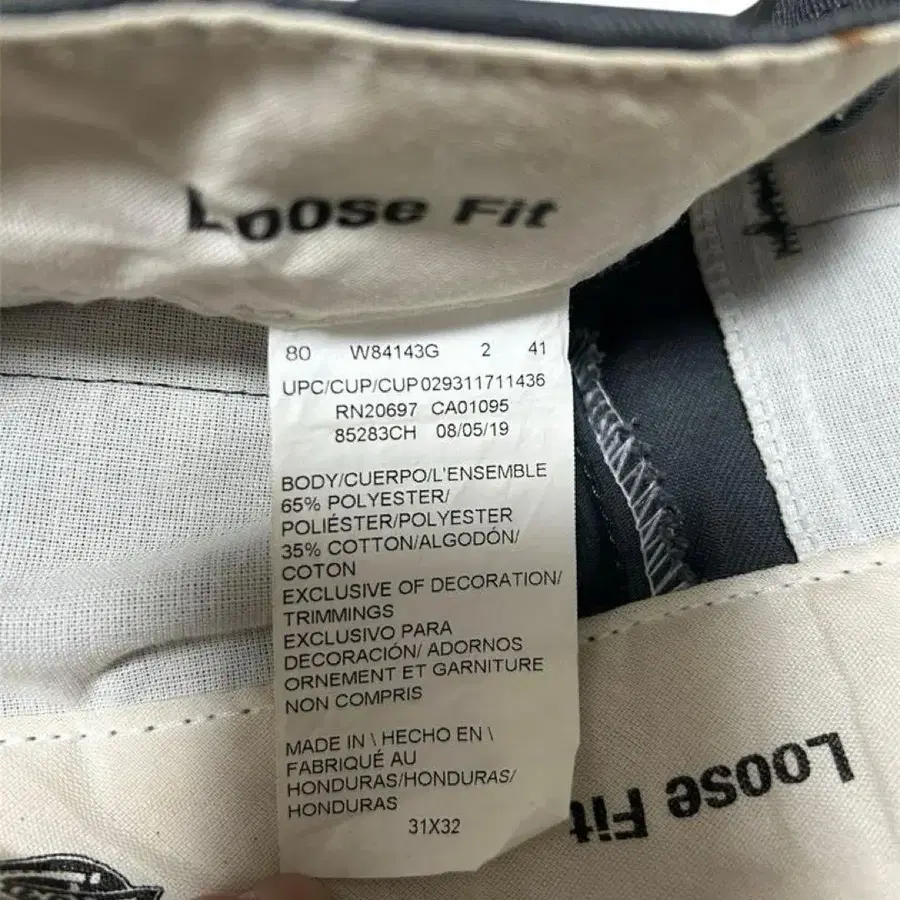 Loose Fit
80 W84143G 2 41
UPC/CUP/CUP029311711436
RN20697 CA01095
85283CH 08/05/19
BODY/CUERPO/L'ENSEMBLE
65% POLYESTER/
POLIÉSTER/POLYESTER
35% COTTON/ALGODÓN/
COTON
EXCLUSIVE OF DECORATION/
TRIMMINGS
EXCLUSIVO PARA
DECORACIÓN/ ADORNOS
ORNEMENT ET GARNITURE
NON COMPRIS
MADE IN \ HECHO EN \
FABRIQUÉ AU
HONDURAS/HONDURAS/
HONDURAS
31X32
Loose Fit